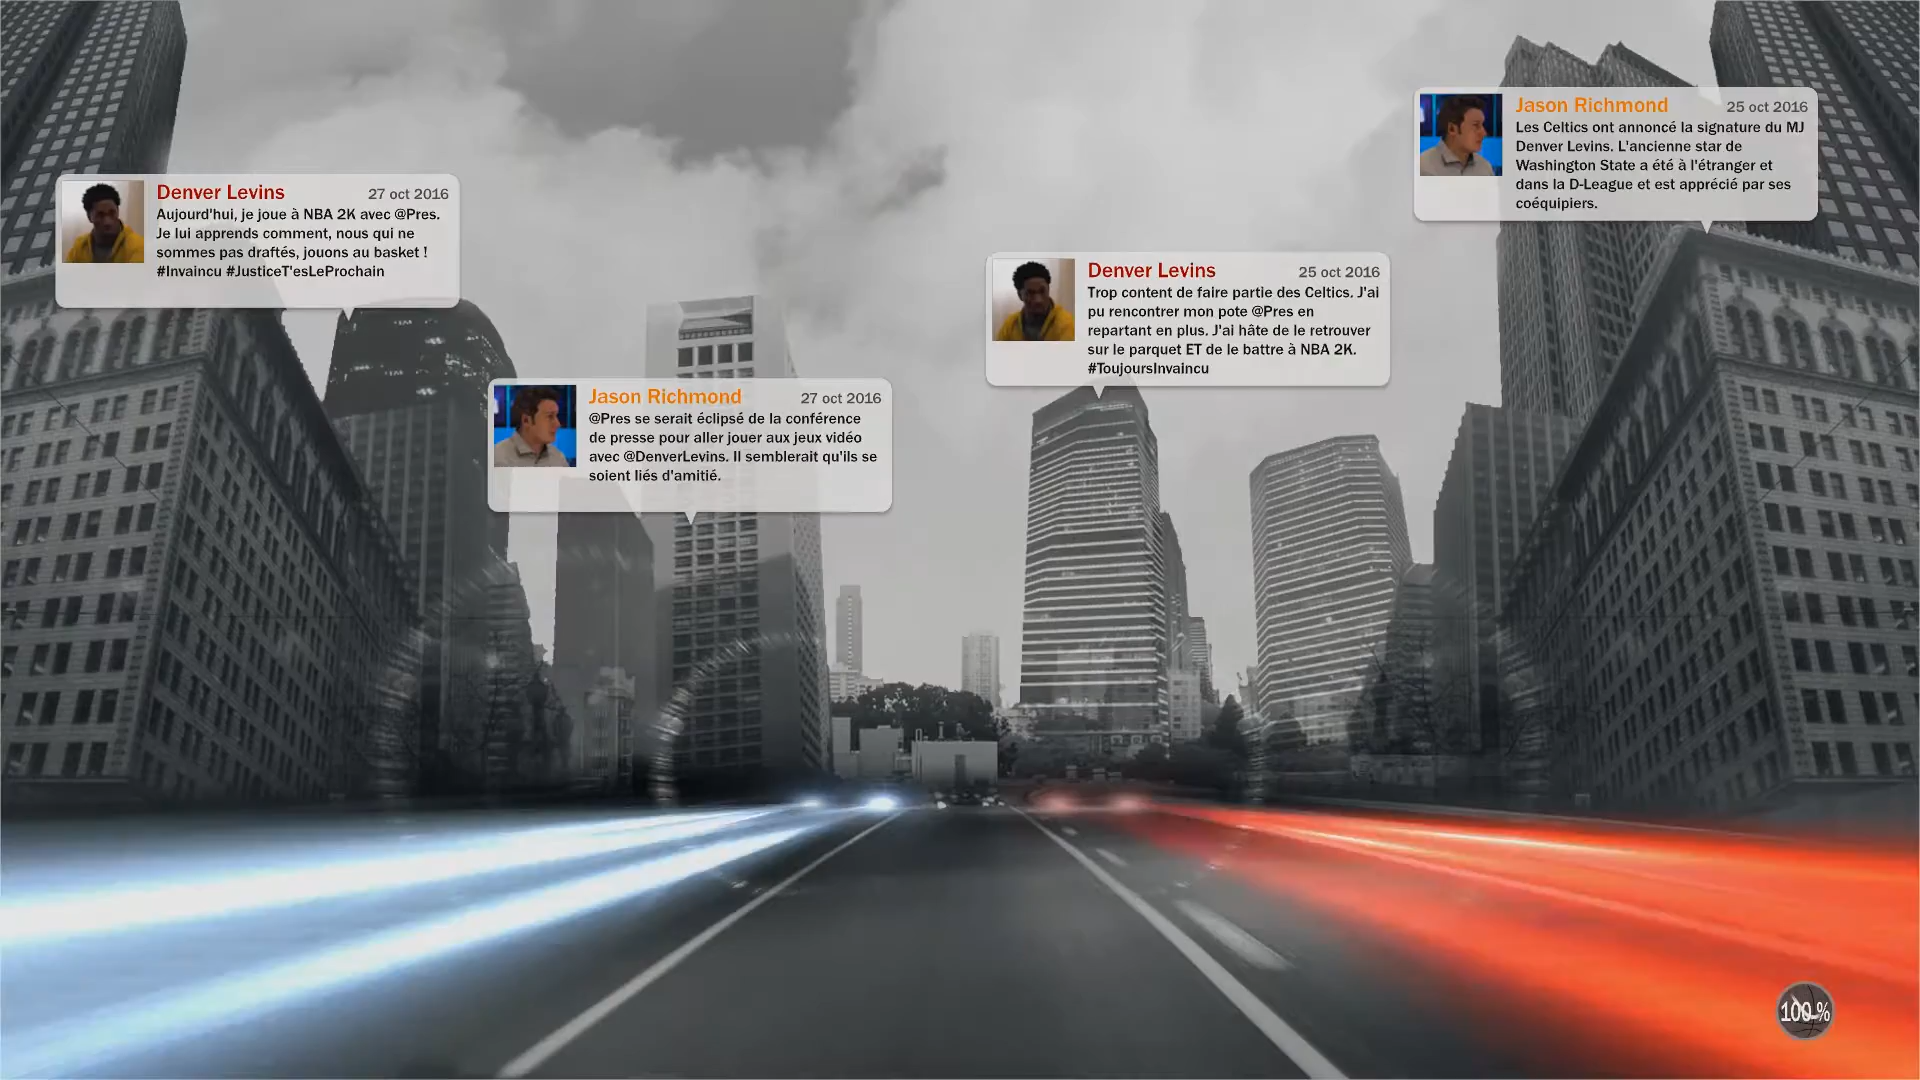 Denver Levins 27 oct 2016
Aujourd'hui, je joue à NBA 2K avec @Pres.
Je lui apprends comment, nous qui ne
sommes pas draftés, jouons au basket !
#Invaincu #JusticeT'esLeProchain
Jason Richmond 27 oct 2016
@Pres se serait éclipsé de la conférence
de presse pour aller jouer aux jeux vidéo
avec @DenverLevins. Il semblerait qu'ils se
soient liés d'amitié.
Denver Levins 25 oct 2016
Trop content de faire partie des Celtics. J'ai
pu rencontrer mon pote @Pres en
repartant en plus. J'ai hâte de le retrouver
sur le parquet ET de le battre à NBA 2K.
#ToujoursInvaincu
Jason Richmond 25 oct 2016
Les Celtics ont annoncé la signature du MJ
Denver Levins. L'ancienne star de
Washington State a été à l'étranger et
dans la D-League et est apprécié par ses
coéquipiers.
100 %